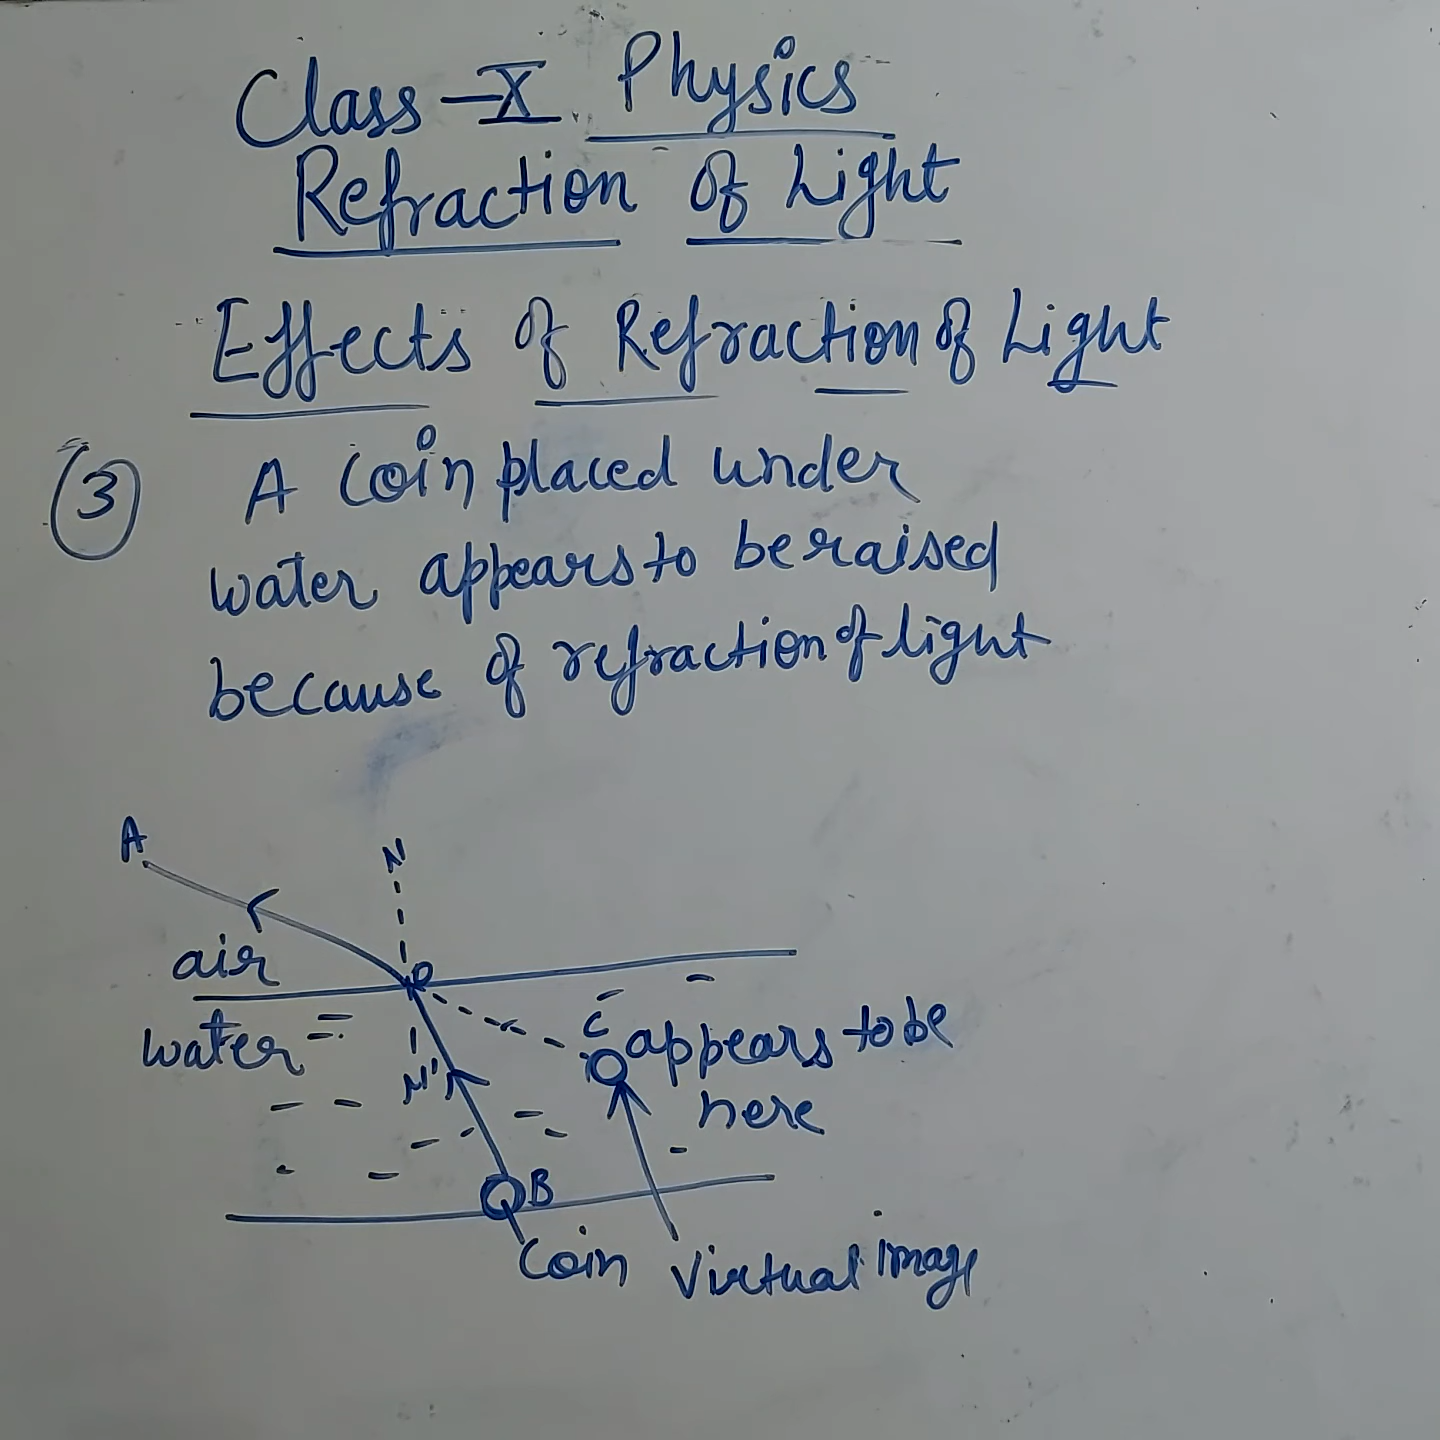 Class-X Physics
Refraction of Light
Effects of Refraction of Light
(3) A coin placed under
water appears to be raised
because of refraction of light
A
N
air
O
water
C
appears to be
N'
here
B
coin
virtual image